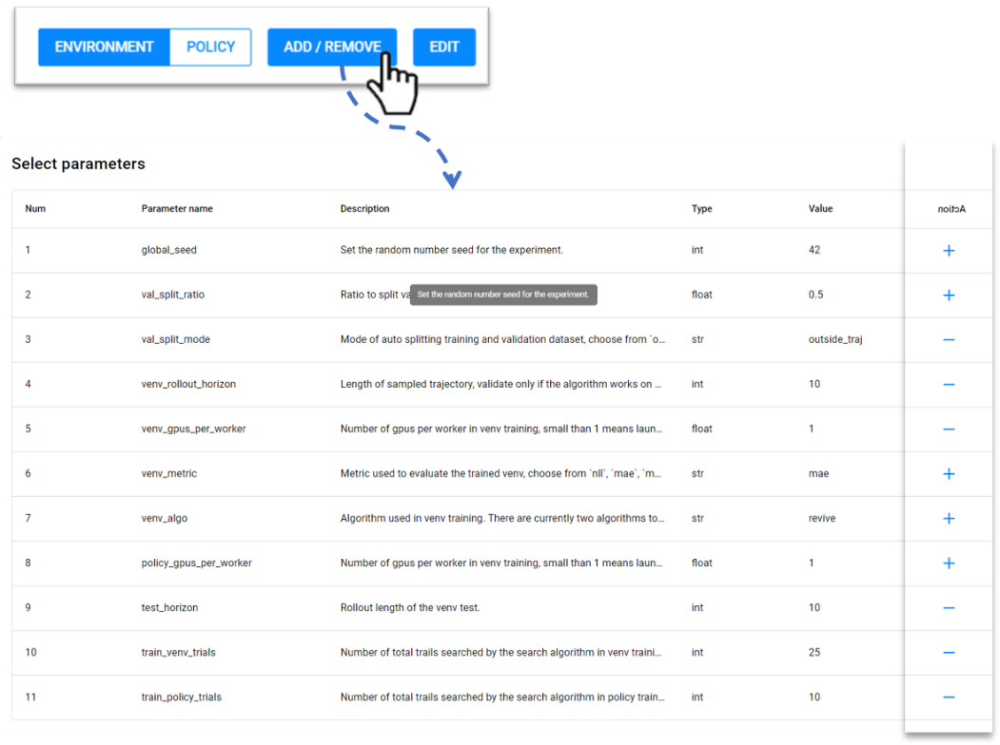 ENVIRONMENT POLICY ADD / REMOVE EDIT
Select parameters
Num Parameter name Description Type Value Action
1 global_seed Set the random number seed for the experiment. int 42 +
2 val_split_ratio Ratio to split va Set the random number seed for the experiment. float 0.5 +
3 val_split_mode Mode of auto splitting training and validation dataset, choose from `o... str outside_traj −
4 venv_rollout_horizon Length of sampled trajectory, validate only if the algorithm works on ... int 10 −
5 venv_gpus_per_worker Number of gpus per worker in venv training, small than 1 means laun... float 1 −
6 venv_metric Metric used to evaluate the trained venv, choose from `nll`, `mae`, `m... str mae +
7 venv_algo Algorithm used in venv training. There are currently two algorithms to... str revive +
8 policy_gpus_per_worker Number of gpus per worker in venv training, small than 1 means laun... float 1 +
9 test_horizon Rollout length of the venv test. int 10 −
10 train_venv_trials Number of total trails searched by the search algorithm in venv traini... int 25 −
11 train_policy_trials Number of total trails searched by the search algorithm in policy train... int 10 −